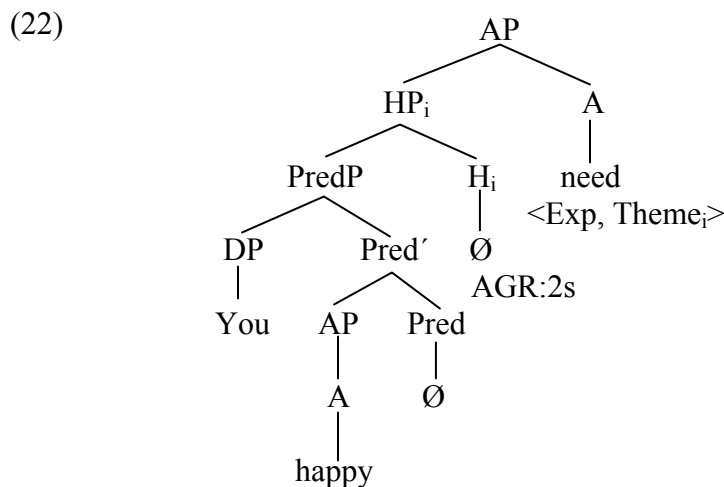 (22)
AP
HPi A
PredP Hi need
<Exp, Themei>
DP Pred´ Ø
AGR:2s
You AP Pred
A Ø
happy